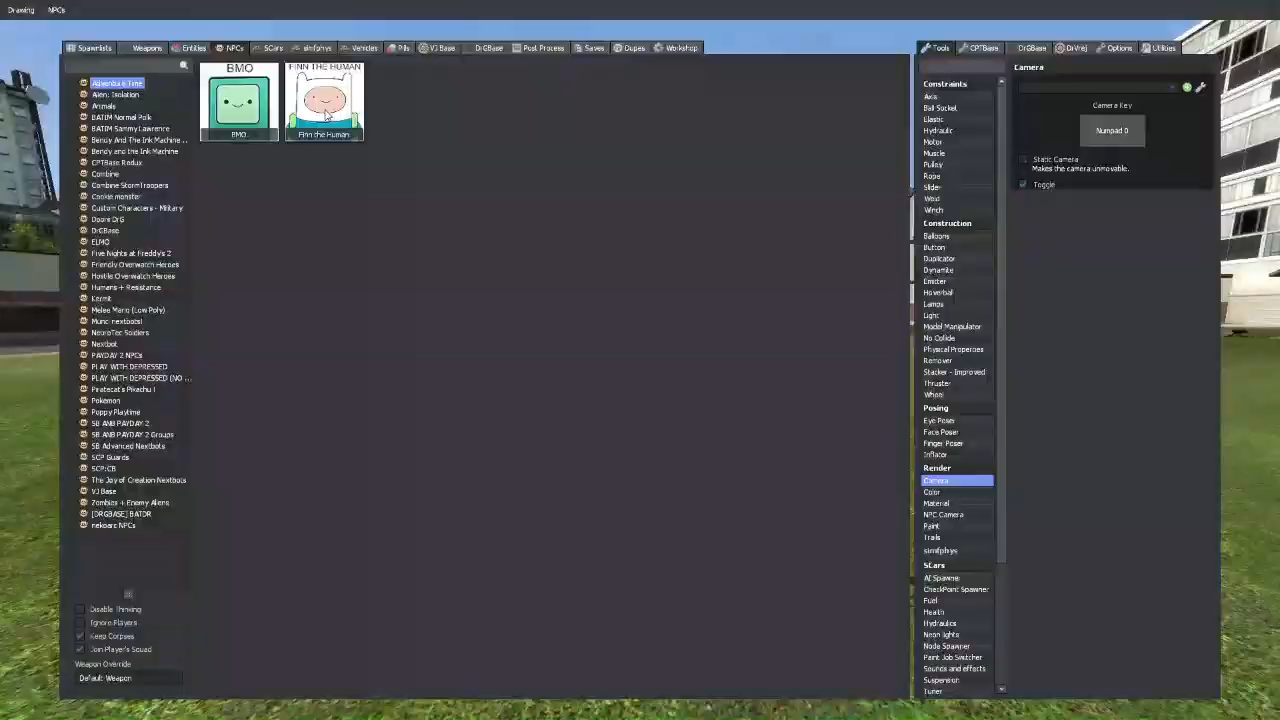 Drawing NPCs
Spawnlists Weapons Entities NPCs SCars simfphys Vehicles Pills VJ Base DrGBase Post Process Saves Dupes Workshop
Tools CPTBase DrGBase DrVrej Options Utilities
Adventure Time
Alien: Isolation
Animals
BATIM Normal Polk
BATIM Sammy Lawrence
Bendy And The Ink Machine ...
Bendy and the Ink Machine
CPTBase Redux
Combine
Combine StormTroopers
Cookie monster
Custom Characters - Military
Doom DrG
DrGBase
ELMO
Five Nights at Freddy's 2
Friendly Overwatch Heroes
Hostile Overwatch Heroes
Humans + Resistance
Kermit
Melee Mario (Low Poly)
Munci nextbots!
NeuroTec Soldiers
Nextbot
PAYDAY 2 NPCs
PLAY WITH DEPRESSED
PLAY WITH DEPRESSED (NO ...
Piratecat's Pikachu !
Pokemon
Poppy Playtime
SB ANB PAYDAY 2
SB ANB PAYDAY 2 Groups
SB Advanced Nextbots
SCP Guards
SCP:CB
The Joy of Creation Nextbots
VJ Base
Zombies + Enemy Aliens
[DRGBASE] BATDR
nekoarc NPCs
Disable Thinking
Ignore Players
Keep Corpses
Join Player's Squad
Weapon Override
Default Weapon
BMO
BMO
FINN THE HUMAN
Finn the Human
Constraints
Axis
Ball Socket
Elastic
Hydraulic
Motor
Muscle
Pulley
Rope
Slider
Weld
Winch
Construction
Balloons
Button
Duplicator
Dynamite
Emitter
Hoverball
Lamps
Light
Model Manipulator
No Collide
Physical Properties
Remover
Stacker - Improved
Thruster
Wheel
Posing
Eye Poser
Face Poser
Finger Poser
Inflator
Render
Camera
Color
Material
NPC Camera
Paint
Trails
simfphys
SCars
AI Spawner
CheckPoint Spawner
Fuel
Health
Hydraulics
Neon lights
Node Spawner
Paint Job Switcher
Sounds and effects
Suspension
Tuner
Camera
Camera Key
Numpad 0
Static Camera
Makes the camera unmovable.
Toggle